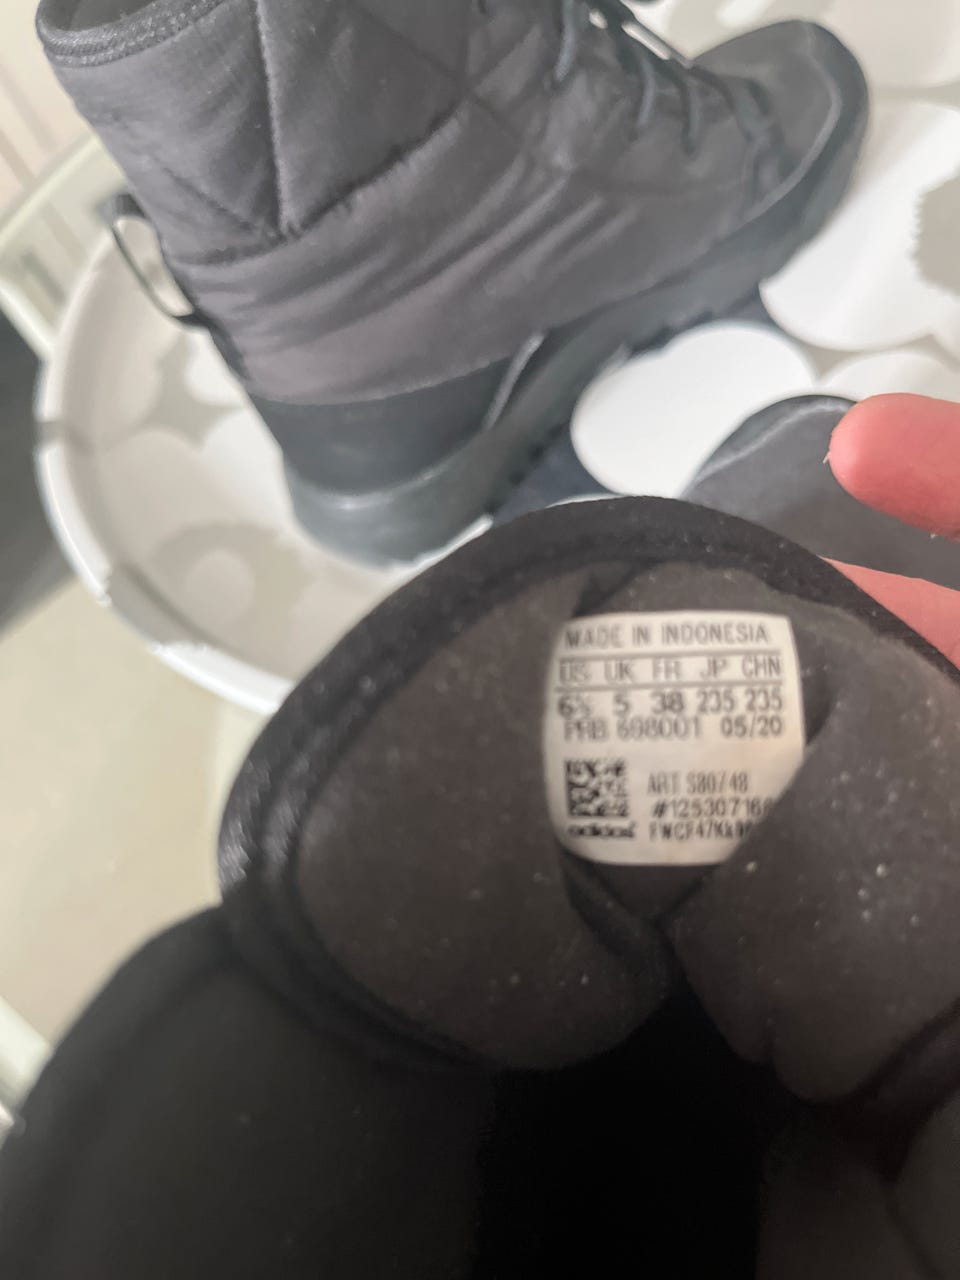 MADE IN INDONESIA
US UK FR JP CHN
6½ 5 38 235 235
PRB 698001 05/20
ART S80748
adidas